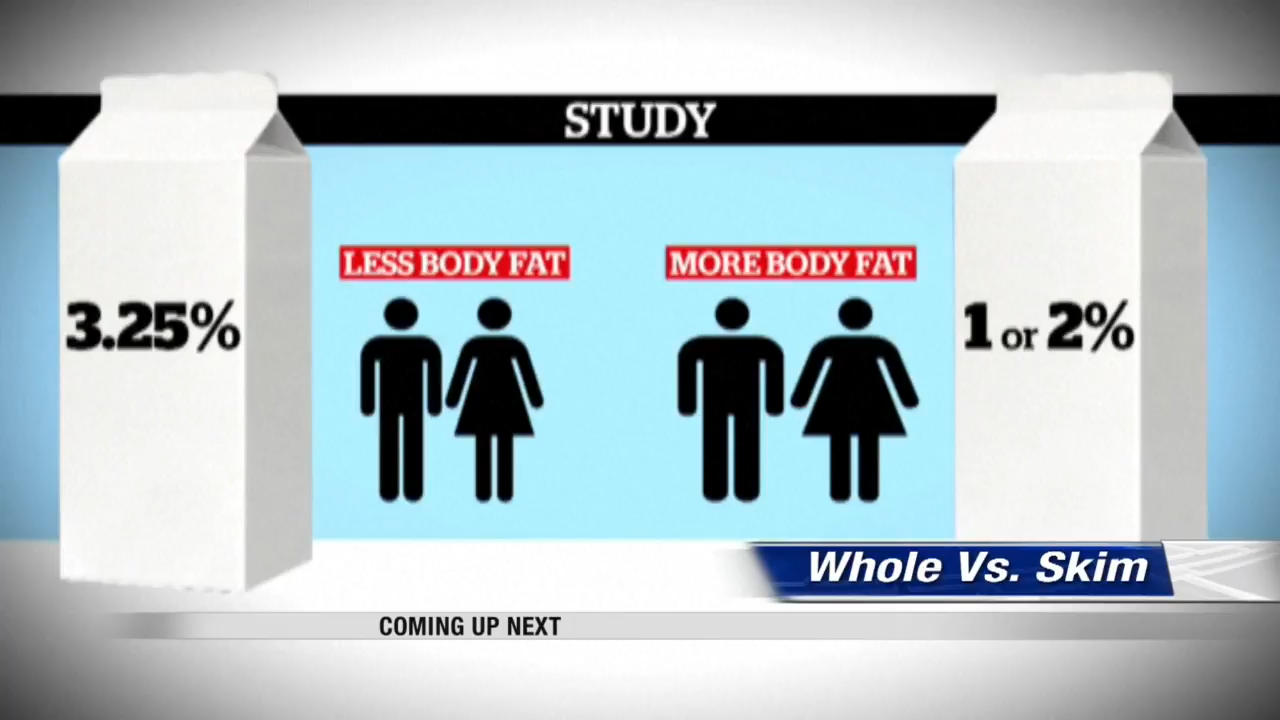 STUDY
LESS BODY FAT
MORE BODY FAT
3.25%
1 or 2%
Whole Vs. Skim
COMING UP NEXT